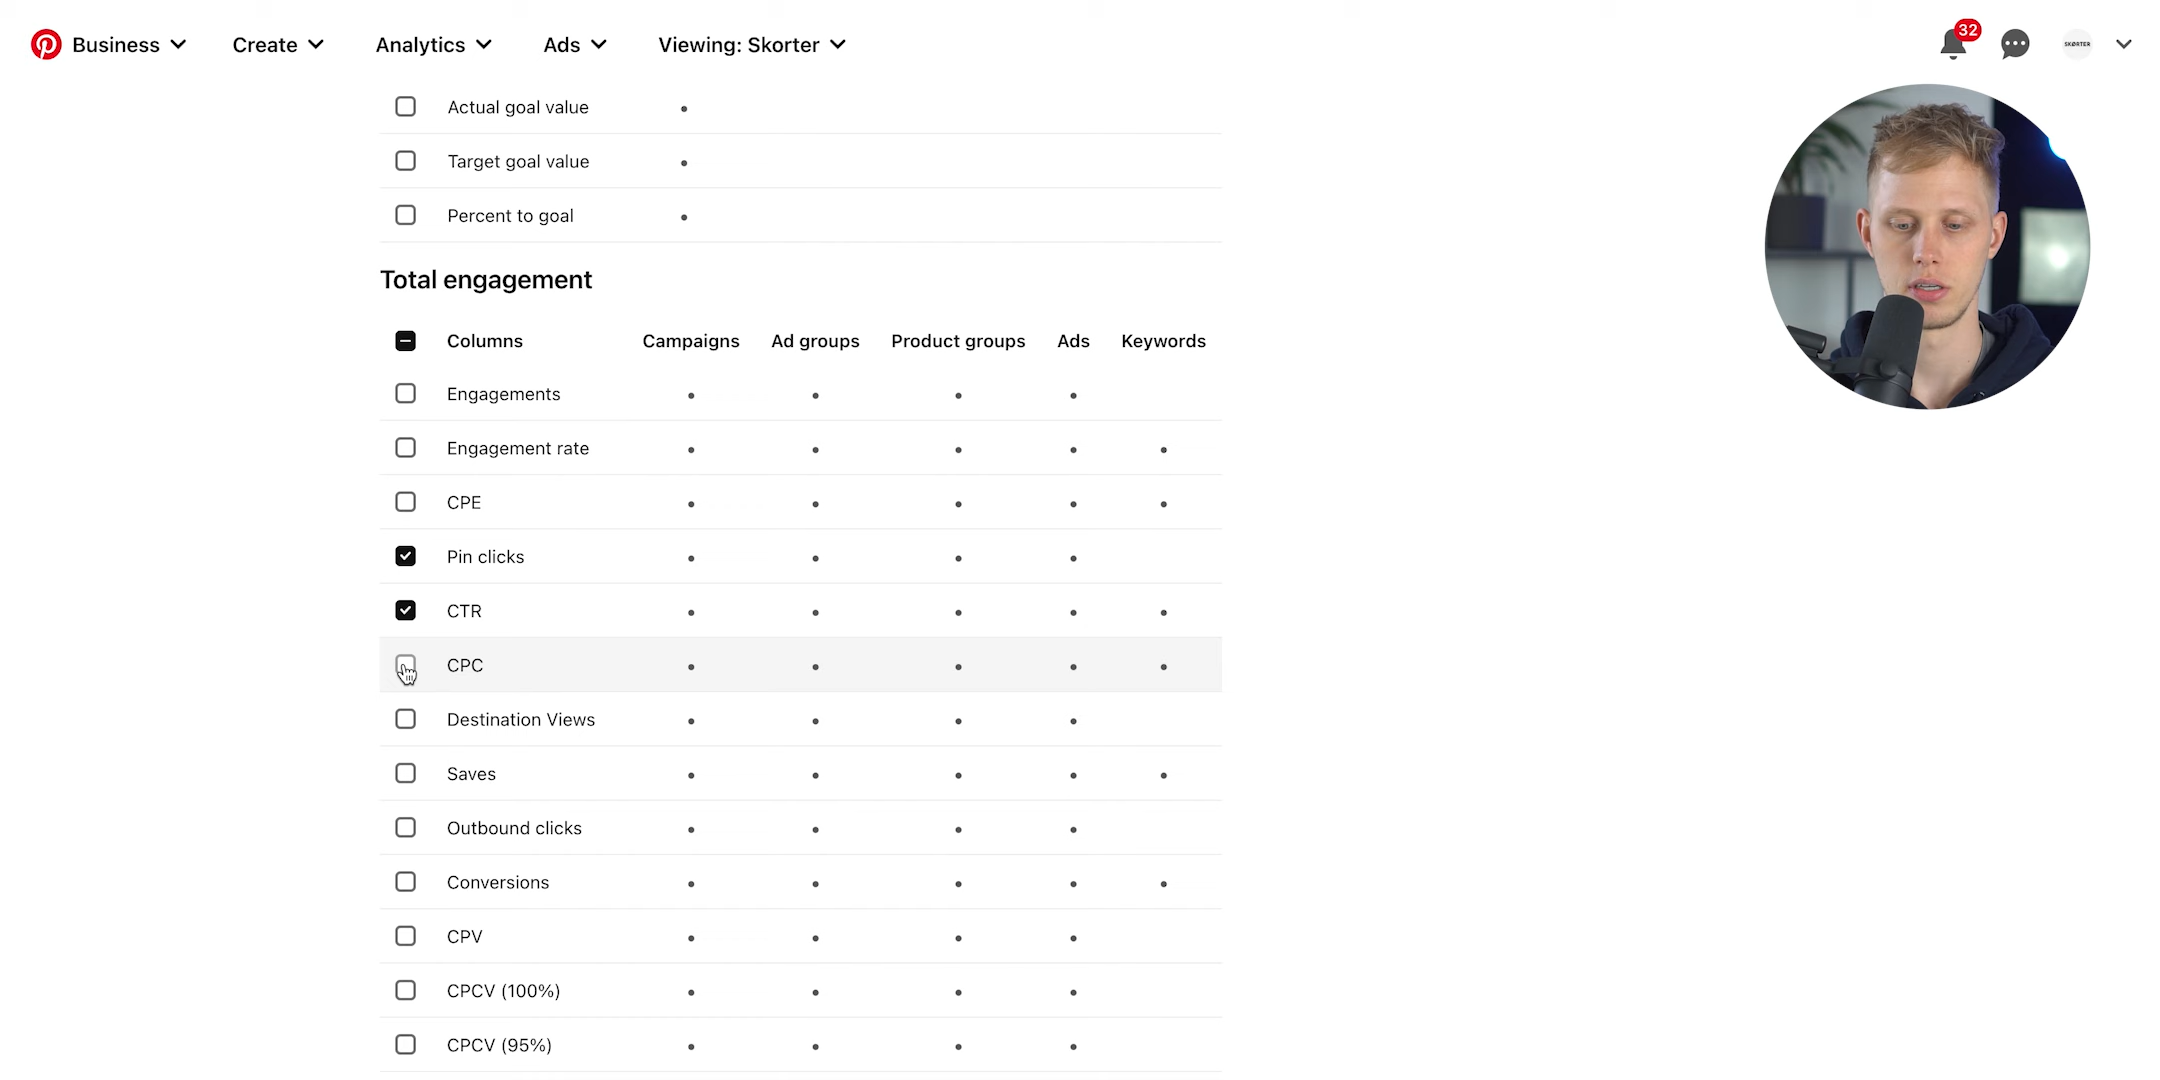 Business Create Analytics Ads Viewing: Skorter 32 SKØRTER
Actual goal value
Target goal value
Percent to goal
Total engagement
Columns Campaigns Ad groups Product groups Ads Keywords
Engagements
Engagement rate
CPE
Pin clicks
CTR
CPC
Destination Views
Saves
Outbound clicks
Conversions
CPV
CPCV (100%)
CPCV (95%)